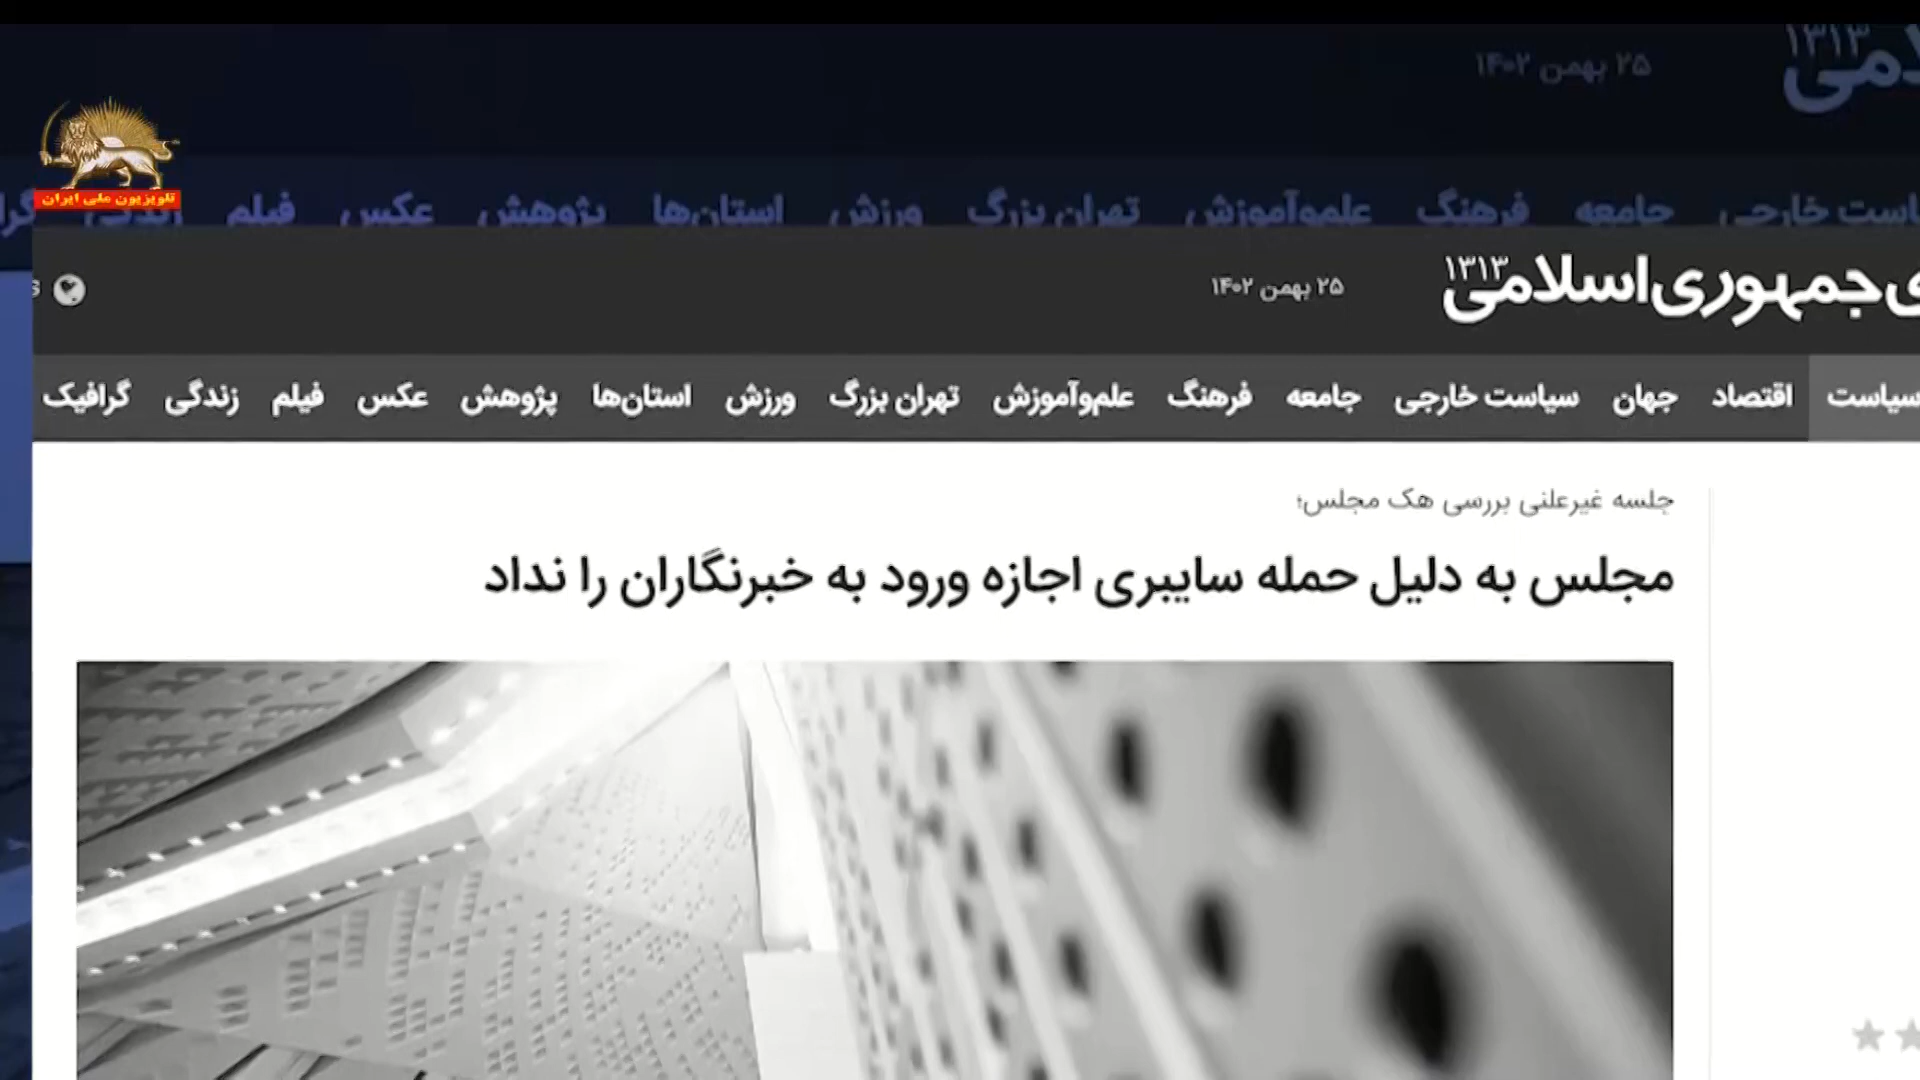 ۱۳۱۳
۲۵ بهمن ۱۴۰۲
خارجی جامعه فرهنگ علم‌وآموزش تهران بزرگ ورزش استان‌ها پژوهش عکس فیلم زندگی
تلویزیون ملی ایران
جمهوری اسلامی ۱۳۱۳
۲۵ بهمن ۱۴۰۲
سیاست اقتصاد جهان سیاست خارجی جامعه فرهنگ علم‌وآموزش تهران بزرگ ورزش استان‌ها پژوهش عکس فیلم زندگی گرافیک
جلسه غیرعلنی بررسی هک مجلس؛
مجلس به دلیل حمله سایبری اجازه ورود به خبرنگاران را نداد